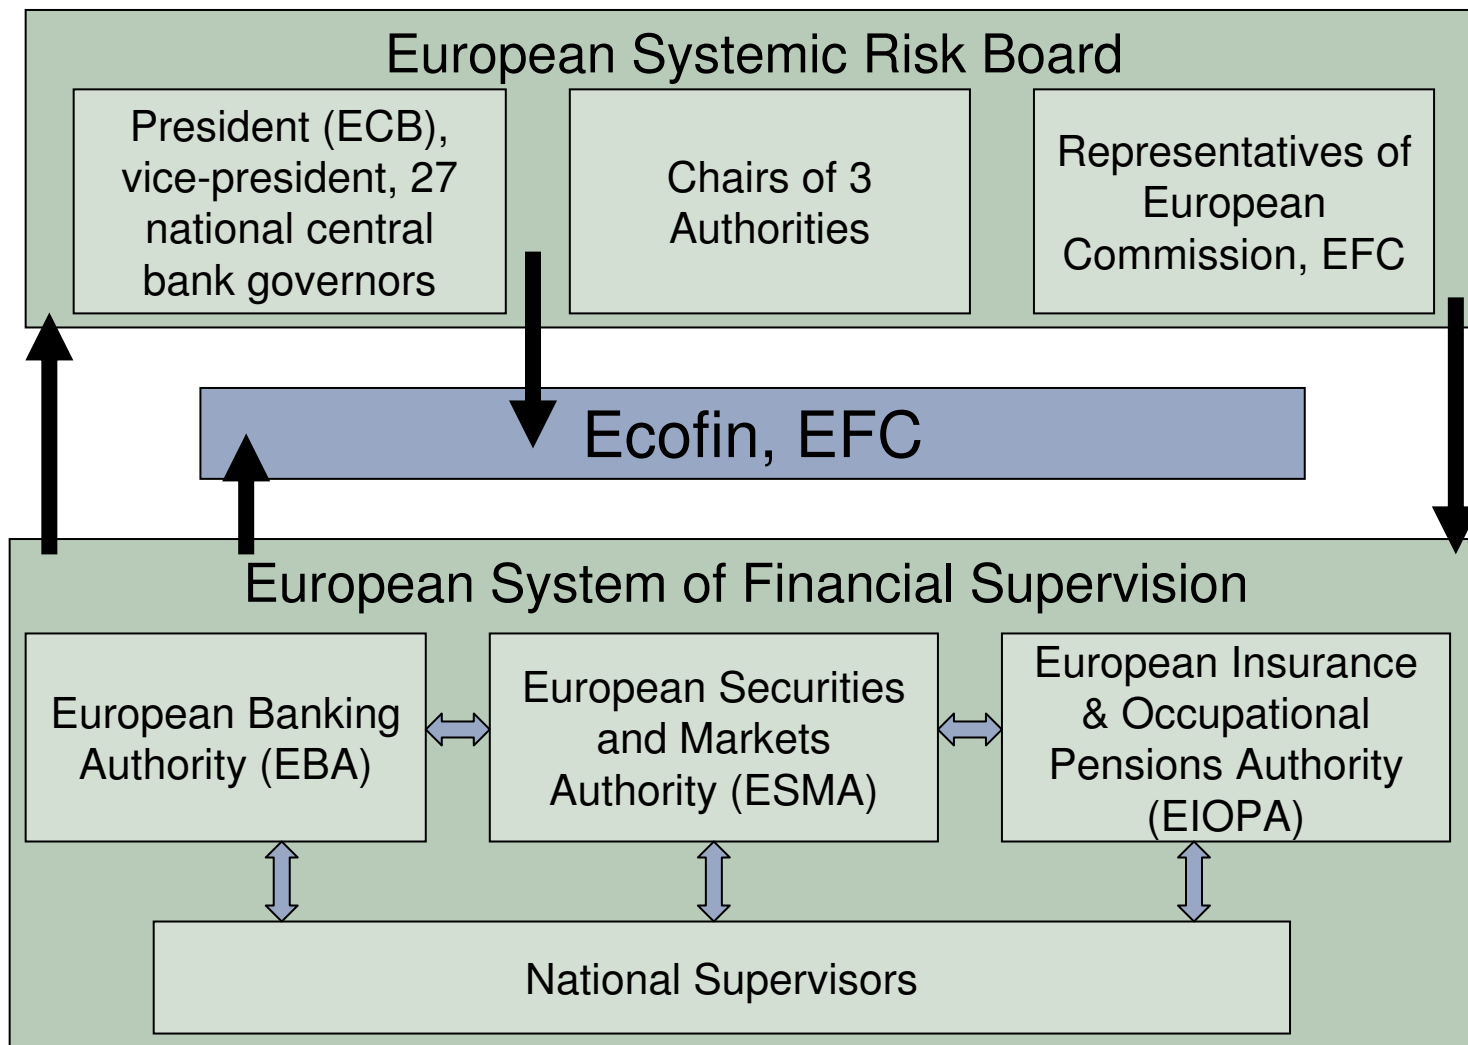 European Systemic Risk Board
President (ECB),
vice-president, 27
national central
bank governors
Chairs of 3
Authorities
Representatives of
European
Commission, EFC
Ecofin, EFC
European System of Financial Supervision
European Banking
Authority (EBA)
European Securities
and Markets
Authority (ESMA)
European Insurance
& Occupational
Pensions Authority
(EIOPA)
National Supervisors